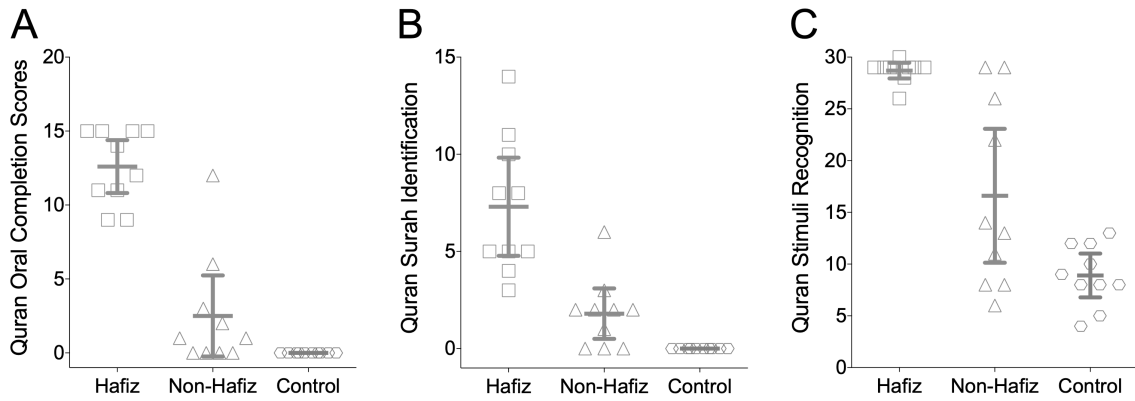 A
Quran Oral Completion Scores
20
15
10
5
0
Hafiz Non-Hafiz Control
B
Quran Surah Identification
15
10
5
0
Hafiz Non-Hafiz Control
C
Quran Stimuli Recognition
30
25
20
15
10
5
0
Hafiz Non-Hafiz Control